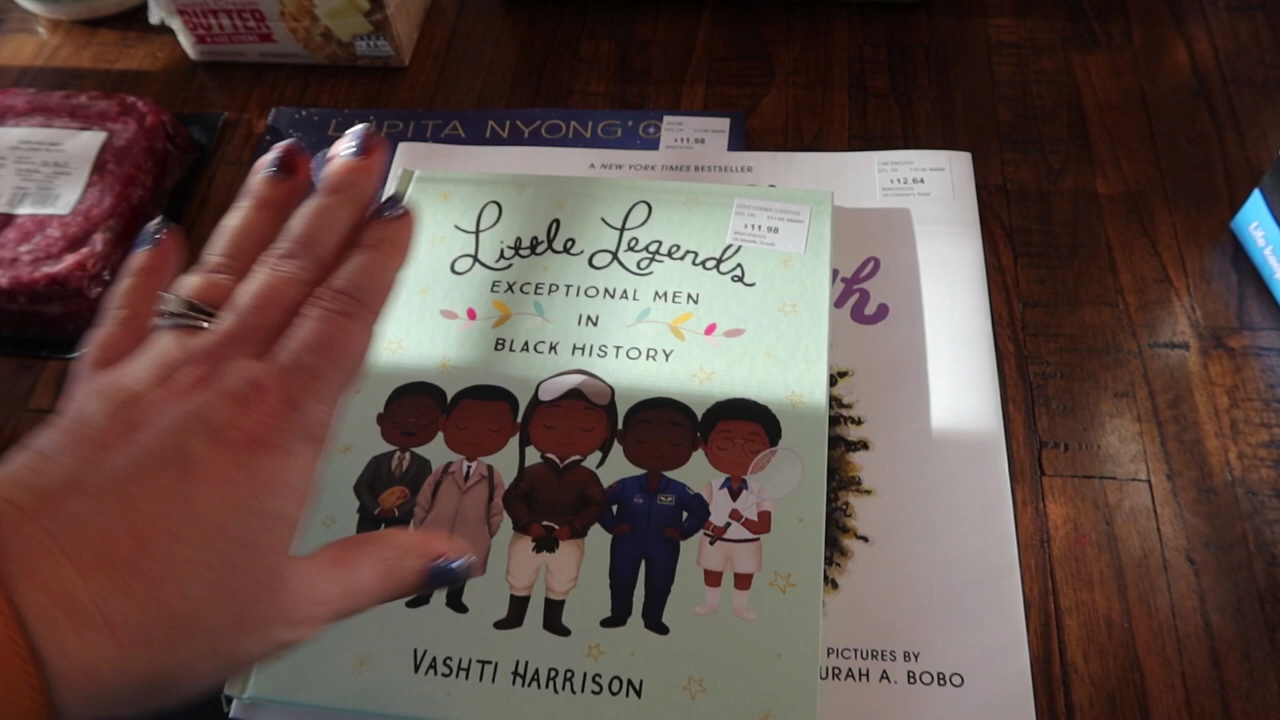 BUTTER
LUPITA NYONG'O
$11.98
A NEW YORK TIMES BESTSELLER
$12.64
Little Legends
$11.98
EXCEPTIONAL MEN
IN
BLACK HISTORY
VASHTI HARRISON
PICTURES BY
URAH A. BOBO
Life